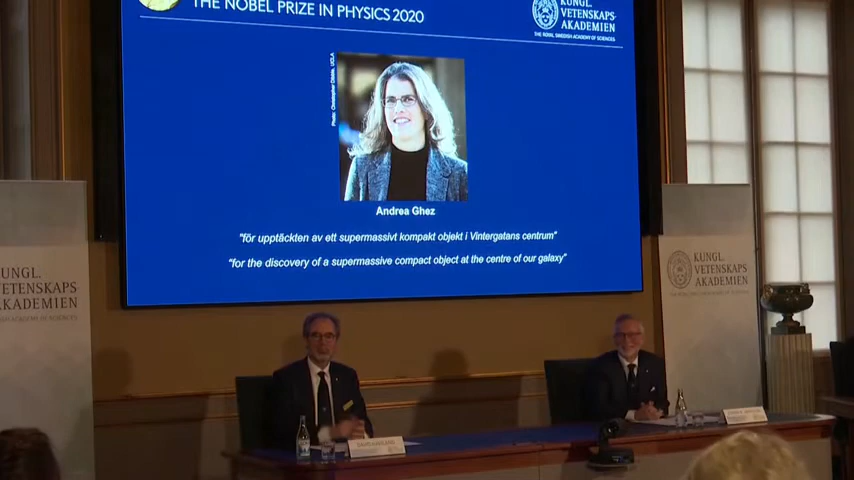 THE NOBEL PRIZE IN PHYSICS 2020
KUNGL.
VETENSKAPS-
AKADEMIEN
THE ROYAL SWEDISH ACADEMY OF SCIENCES
Andrea Ghez
"för upptäckten av ett supermassivt kompakt objekt i Vintergatans centrum"
"for the discovery of a supermassive compact object at the centre of our galaxy"
KUNGL.
VETENSKAPS
AKADEMIEN
KUNGL.
VETENSKAPS
AKADEMIEN